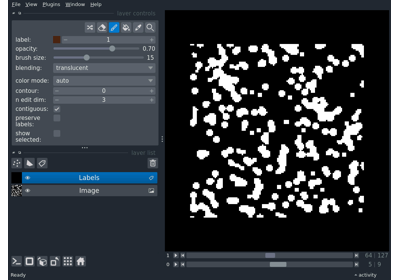 File View Plugins Window Help
layer controls
label: 1
opacity: 0.70
brush size: 15
blending: translucent
color mode: auto
contour: 0
n edit dim: 3
contiguous:
preserve
labels:
show
selected:
layer list
Labels
Image
1 64 127
0 5 9
Ready
activity